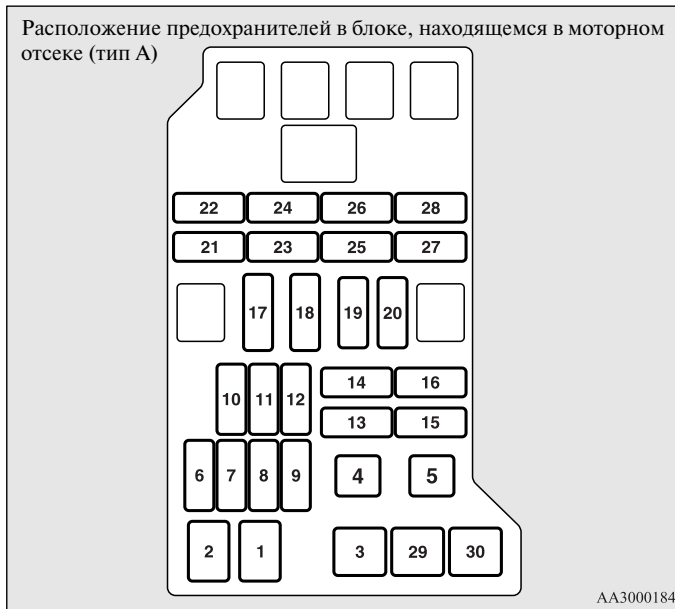 Расположение предохранителей в блоке, находящемся в моторном
отсеке (тип A)
22 24 26 28
21 23 25 27
17 18 19 20
14 16
10 11 12
13 15
6 7 8 9 4 5
2 1 3 29 30
AA3000184